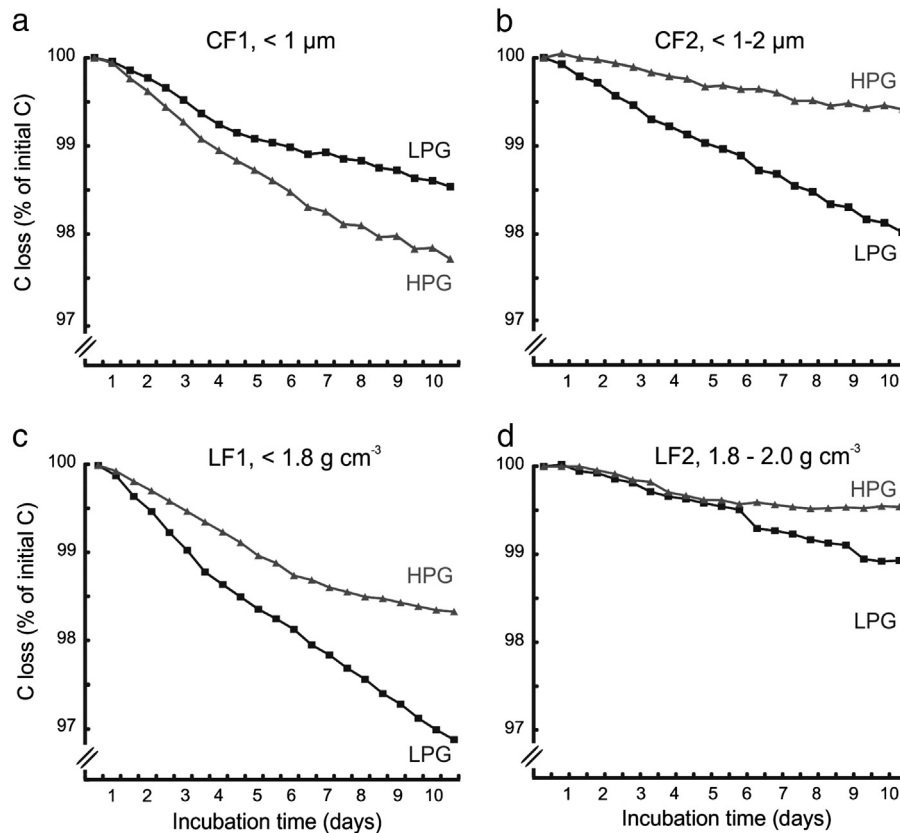 a
CF1, < 1 µm
C loss (% of initial C)
100
99
98
97
LPG
HPG
1 2 3 4 5 6 7 8 9 10
b
CF2, < 1-2 µm
100
99
98
97
HPG
LPG
1 2 3 4 5 6 7 8 9 10
c
LF1, < 1.8 g cm⁻³
C loss (% of initial C)
100
99
98
97
HPG
LPG
1 2 3 4 5 6 7 8 9 10
Incubation time (days)
d
LF2, 1.8 - 2.0 g cm⁻³
100
99
98
97
HPG
LPG
1 2 3 4 5 6 7 8 9 10
Incubation time (days)